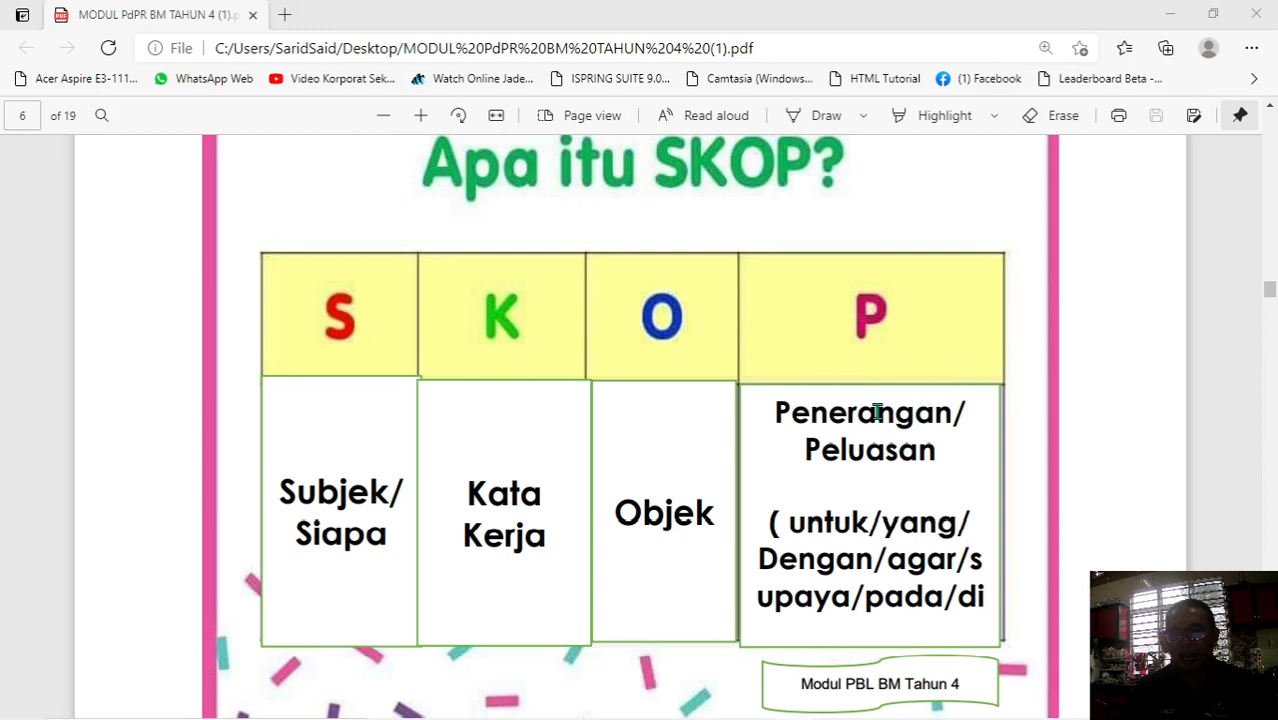 MODUL PdPR BM TAHUN 4 (1).p
File C:/Users/SaridSaid/Desktop/MODUL%20PdPR%20BM%20TAHUN%204%20(1).pdf
Acer Aspire E3-111... WhatsApp Web Video Korporat Sek... Watch Online Jade... ISPRING SUITE 9.0... Camtasia (Windows... HTML Tutorial (1) Facebook Leaderboard Beta -...
6 of 19 Page view Read aloud Draw Highlight Erase
Apa itu SKOP?
S K O P
Subjek/
Siapa
Kata
Kerja
Objek
Penerangan/
Peluasan
( untuk/yang/
Dengan/agar/s
upaya/pada/di
Modul PBL BM Tahun 4